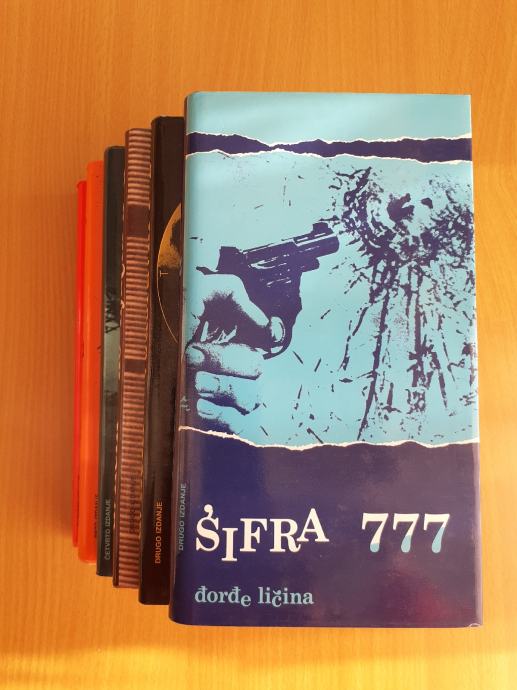 ŠIFRA 777
đorđe ličina
DRUGO IZDANJE
DRUGO IZDANJE
ČETVRTO IZDANJE